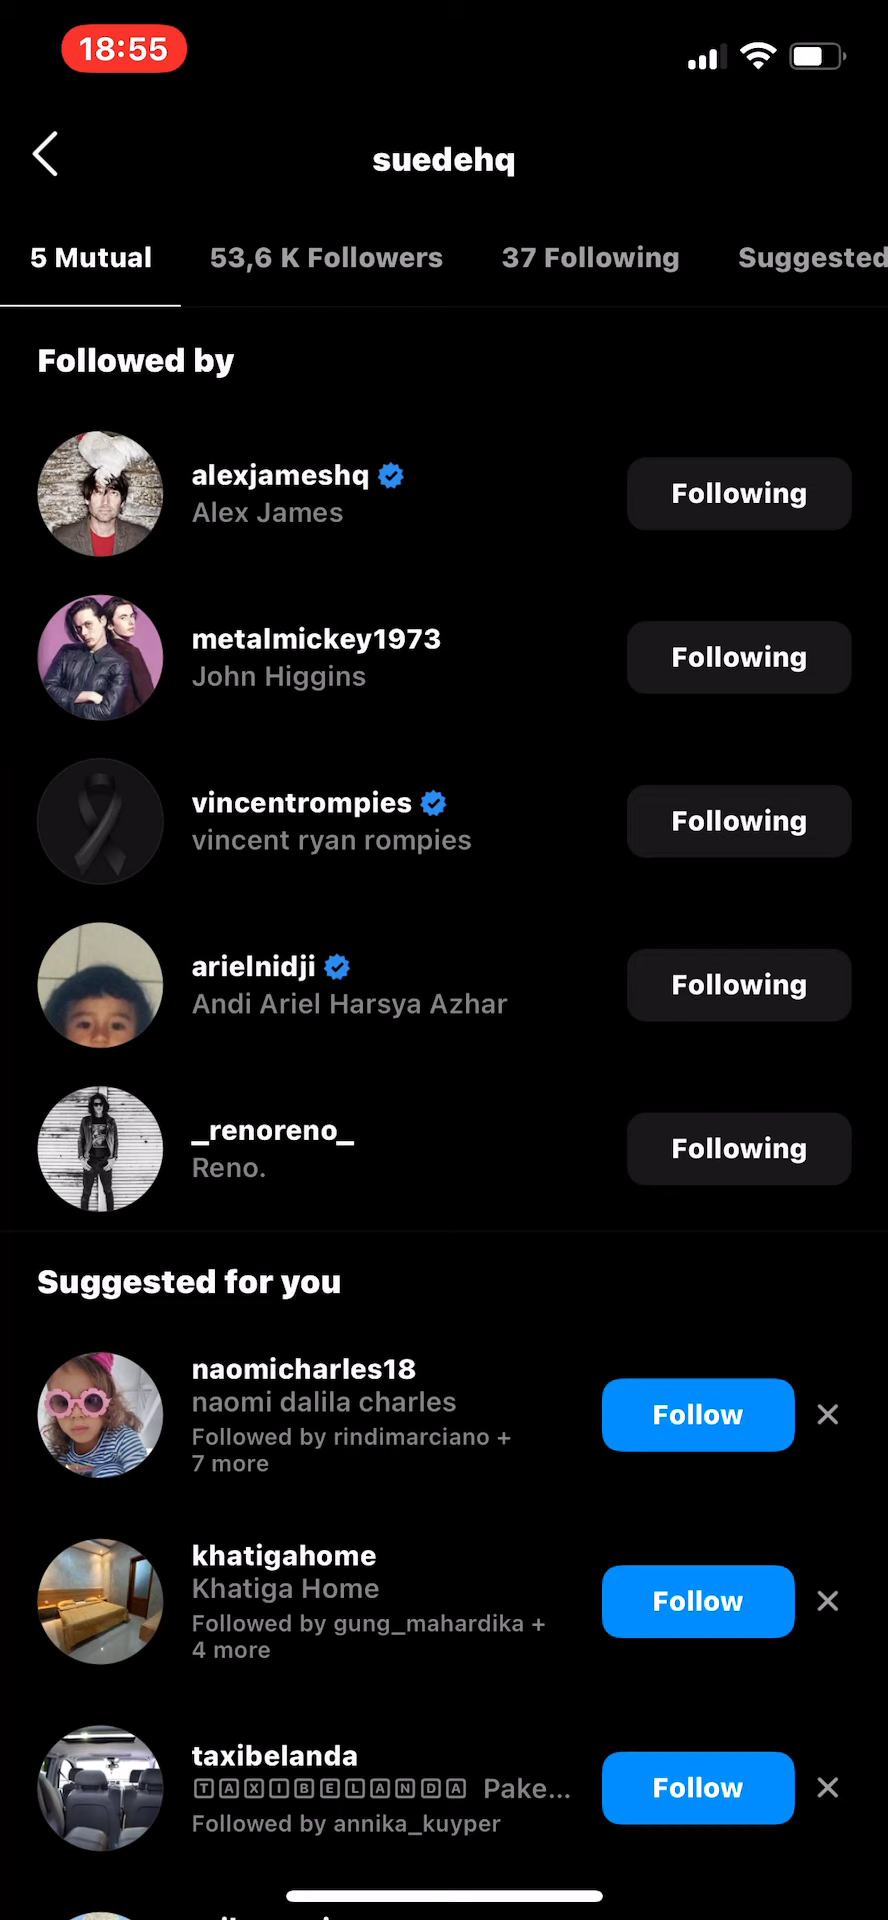 18:55
suedehq
5 Mutual
53,6 K Followers
37 Following
Suggested
Followed by
alexjameshq
Alex James
Following
metalmickey1973
John Higgins
Following
vincentrompies
vincent ryan rompies
Following
arielnidji
Andi Ariel Harsya Azhar
Following
_renoreno_
Reno.
Following
Suggested for you
naomicharles18
naomi dalila charles
Followed by rindimarciano +
7 more
Follow
khatigahome
Khatiga Home
Followed by gung_mahardika +
4 more
Follow
taxibelanda
🅃🄰🅇🄸🄱🄴🄻🄰🄽🄳🄰 Pake...
Followed by annika_kuyper
Follow